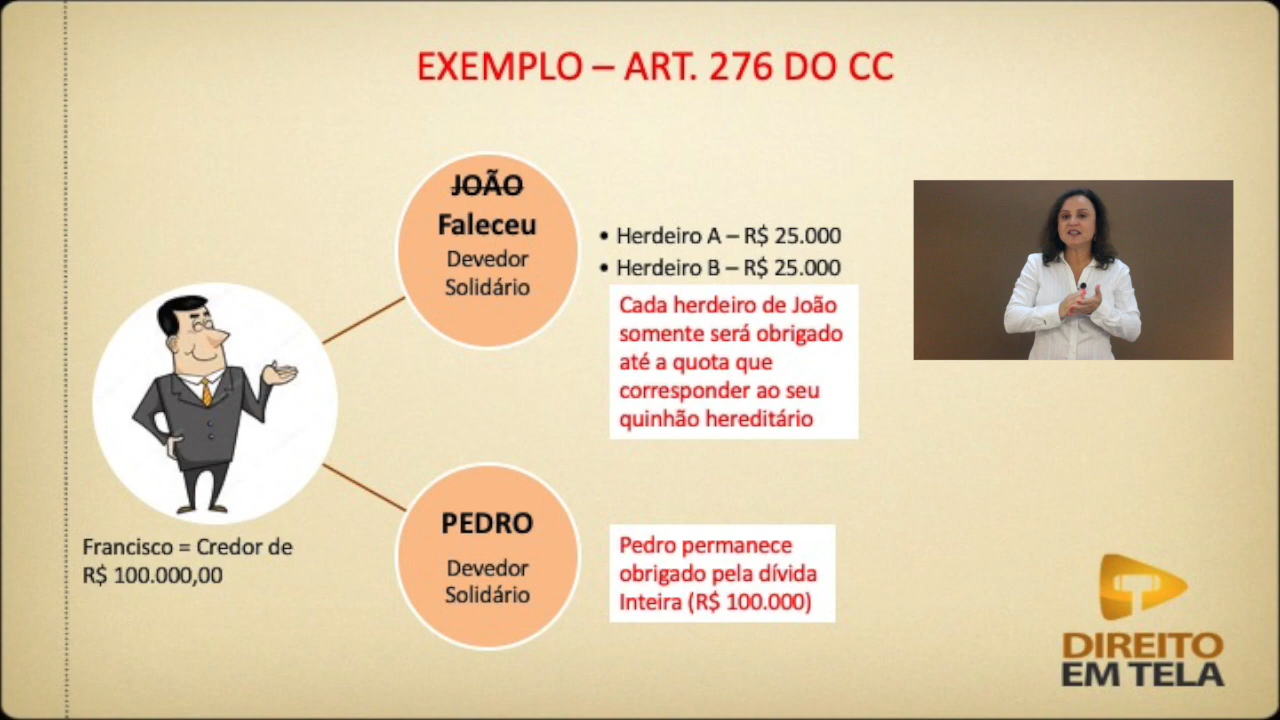 EXEMPLO – ART. 276 DO CC
JOÃO
Faleceu
Devedor
Solidário
• Herdeiro A – R$ 25.000
• Herdeiro B – R$ 25.000
Cada herdeiro de João
somente será obrigado
até a quota que
corresponder ao seu
quinhão hereditário
Francisco = Credor de
R$ 100.000,00
PEDRO
Devedor
Solidário
Pedro permanece
obrigado pela dívida
Inteira (R$ 100.000)
DIREITO
EM TELA